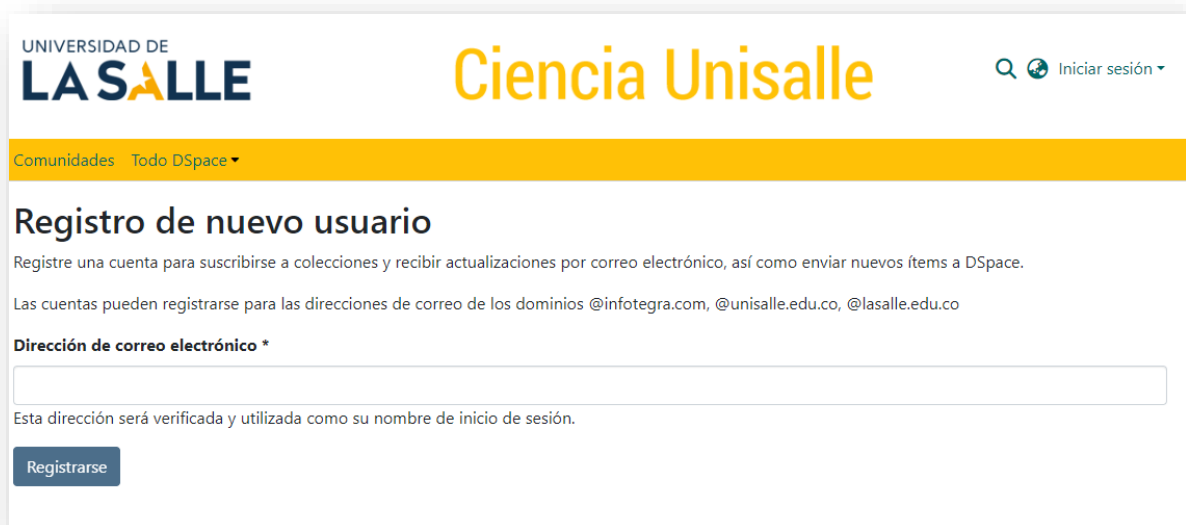 UNIVERSIDAD DE
LA SALLE
Ciencia Unisalle
Iniciar sesión
Comunidades Todo DSpace
Registro de nuevo usuario
Registre una cuenta para suscribirse a colecciones y recibir actualizaciones por correo electrónico, así como enviar nuevos ítems a DSpace.
Las cuentas pueden registrarse para las direcciones de correo de los dominios @infotegra.com, @unisalle.edu.co, @lasalle.edu.co
Dirección de correo electrónico *
Esta dirección será verificada y utilizada como su nombre de inicio de sesión.
Registrarse